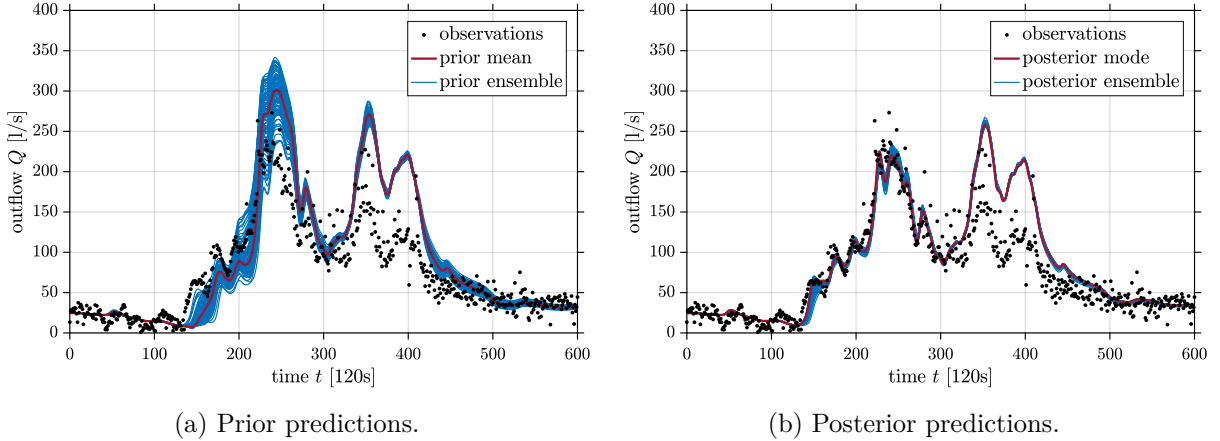 400
350
300
250
200
150
100
50
0
outflow Q [l/s]
observations
prior mean
prior ensemble
0 100 200 300 400 500 600
time t [120s]
(a) Prior predictions.
400
350
300
250
200
150
100
50
0
outflow Q [l/s]
observations
posterior mode
posterior ensemble
0 100 200 300 400 500 600
time t [120s]
(b) Posterior predictions.